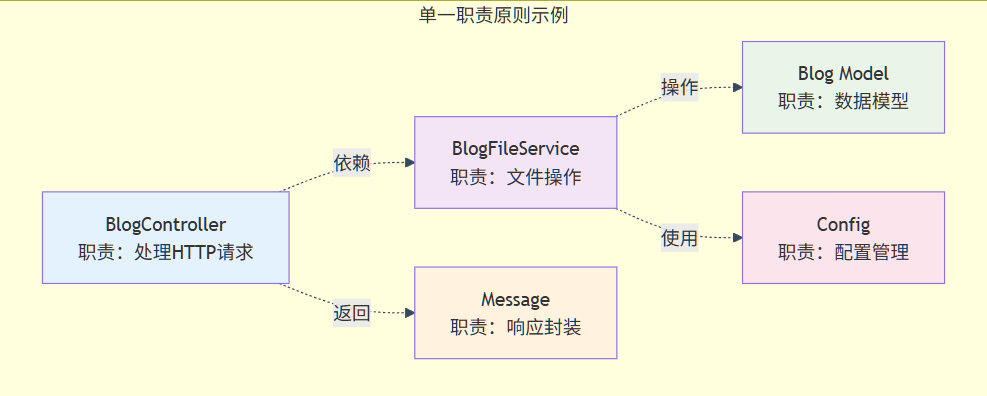 单一职责原则示例
BlogController
职责：处理HTTP请求
依赖
返回
BlogFileService
职责：文件操作
Message
职责：响应封装
操作
使用
Blog Model
职责：数据模型
Config
职责：配置管理